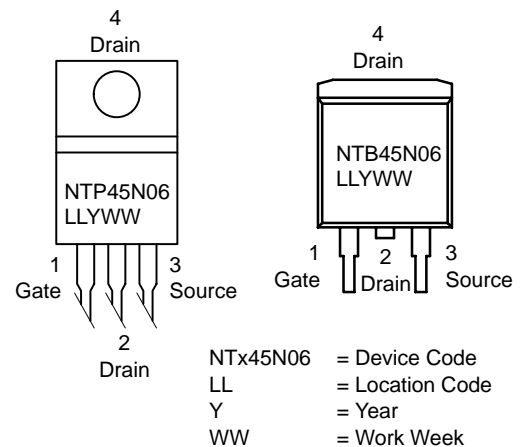 4
Drain
NTP45N06
LLYWW
1
Gate
3
Source
2
Drain
4
Drain
NTB45N06
LLYWW
1
Gate
2
Drain
3
Source
NTx45N06 = Device Code
LL = Location Code
Y = Year
WW = Work Week